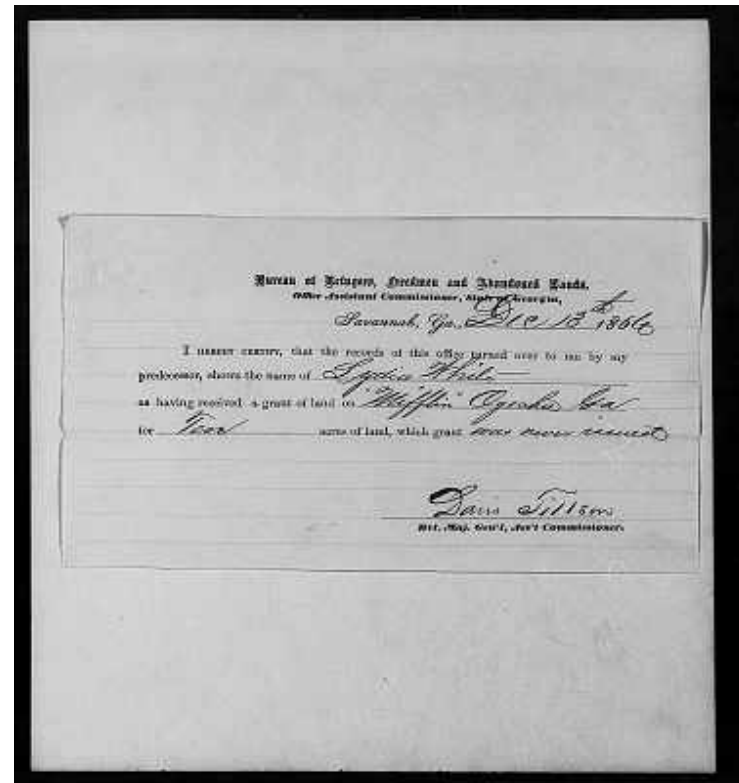 Bureau of Refugees, Freedmen and Abandoned Lands.
Office Assistant Commissioner, State of Georgia,
Savannah, Ga., Dec 13th 1866
I HEREBY CERTIFY, that the records of this office turned over to me by my
predecessor, shows the name of Lydia White
as having received a grant of land on "Mifflin" Ogeechee Ga
for acres of land, which grant was never issued
Davis Tillson
Bvt. Maj. Gen'l, Ass't Commissioner.